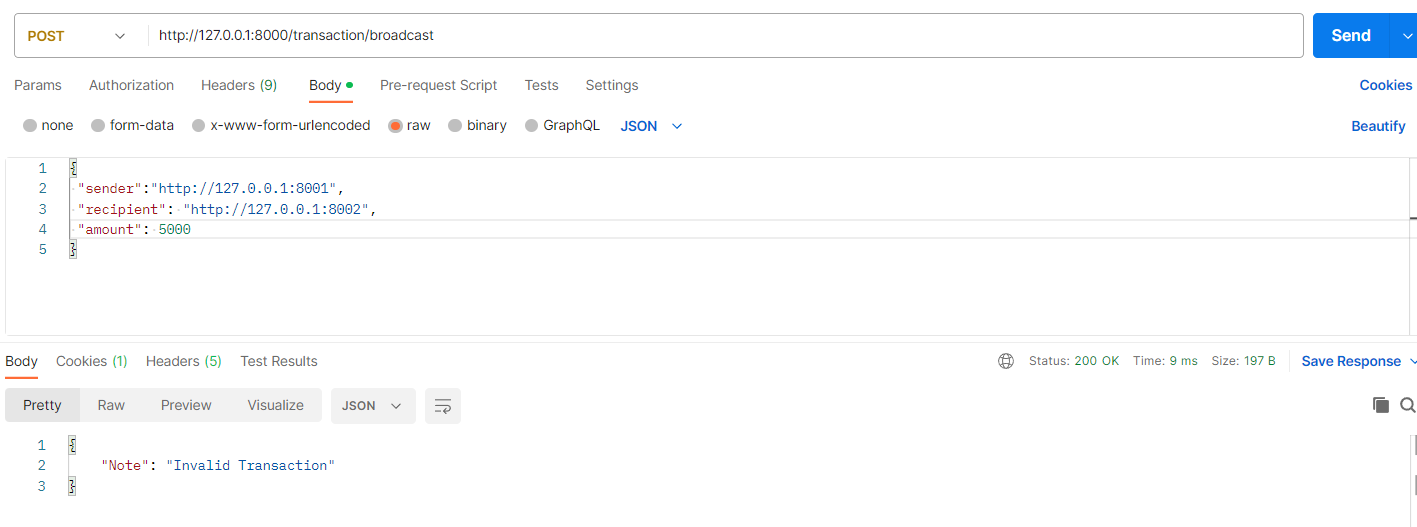 POST http://127.0.0.1:8000/transaction/broadcast Send
Params Authorization Headers (9) Body Pre-request Script Tests Settings Cookies
none form-data x-www-form-urlencoded raw binary GraphQL JSON Beautify
1 {
2 "sender":"http://127.0.0.1:8001",
3 "recipient": "http://127.0.0.1:8002",
4 "amount": 5000
5 }
Body Cookies (1) Headers (5) Test Results Status: 200 OK Time: 9 ms Size: 197 B Save Response
Pretty Raw Preview Visualize JSON
1 {
2 "Note": "Invalid Transaction"
3 }